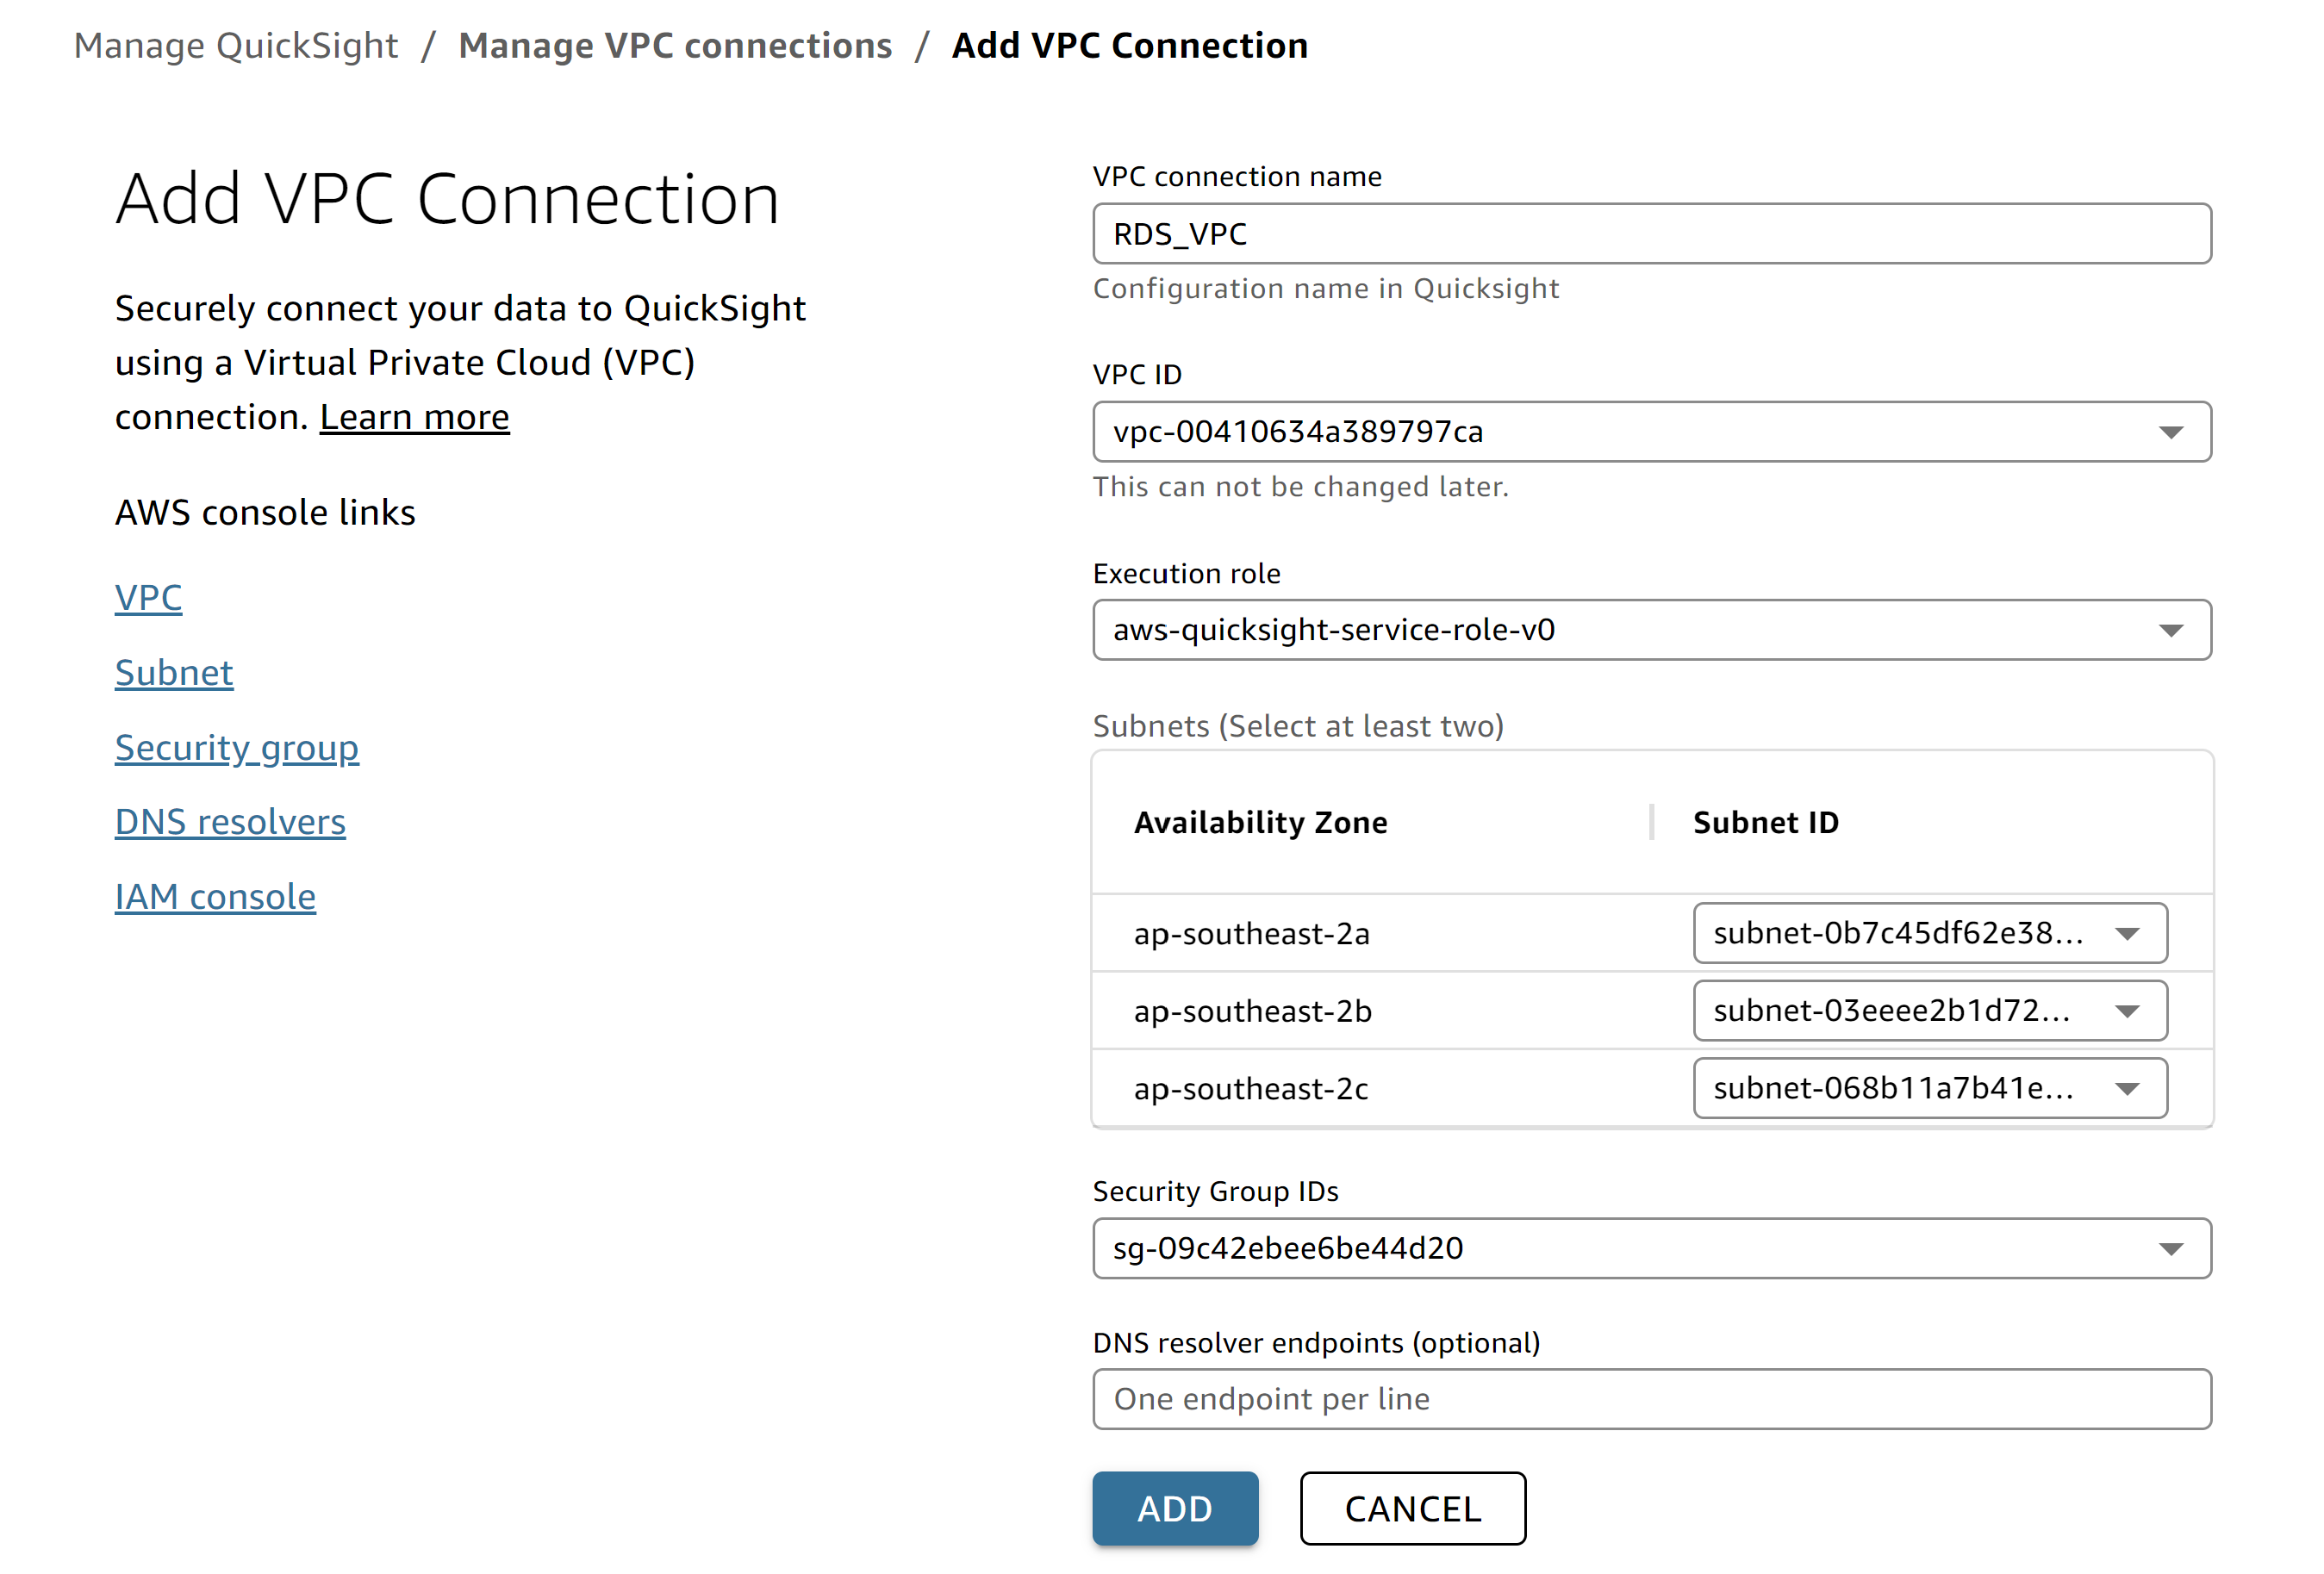 Manage QuickSight / Manage VPC connections / Add VPC Connection
Add VPC Connection
Securely connect your data to QuickSight
using a Virtual Private Cloud (VPC)
connection. Learn more
AWS console links
VPC
Subnet
Security group
DNS resolvers
IAM console
VPC connection name
RDS_VPC
Configuration name in Quicksight
VPC ID
vpc-00410634a389797ca
This can not be changed later.
Execution role
aws-quicksight-service-role-v0
Subnets (Select at least two)
Availability Zone Subnet ID
ap-southeast-2a subnet-0b7c45df62e38...
ap-southeast-2b subnet-03eeee2b1d72...
ap-southeast-2c subnet-068b11a7b41e...
Security Group IDs
sg-09c42ebee6be44d20
DNS resolver endpoints (optional)
One endpoint per line
ADD CANCEL